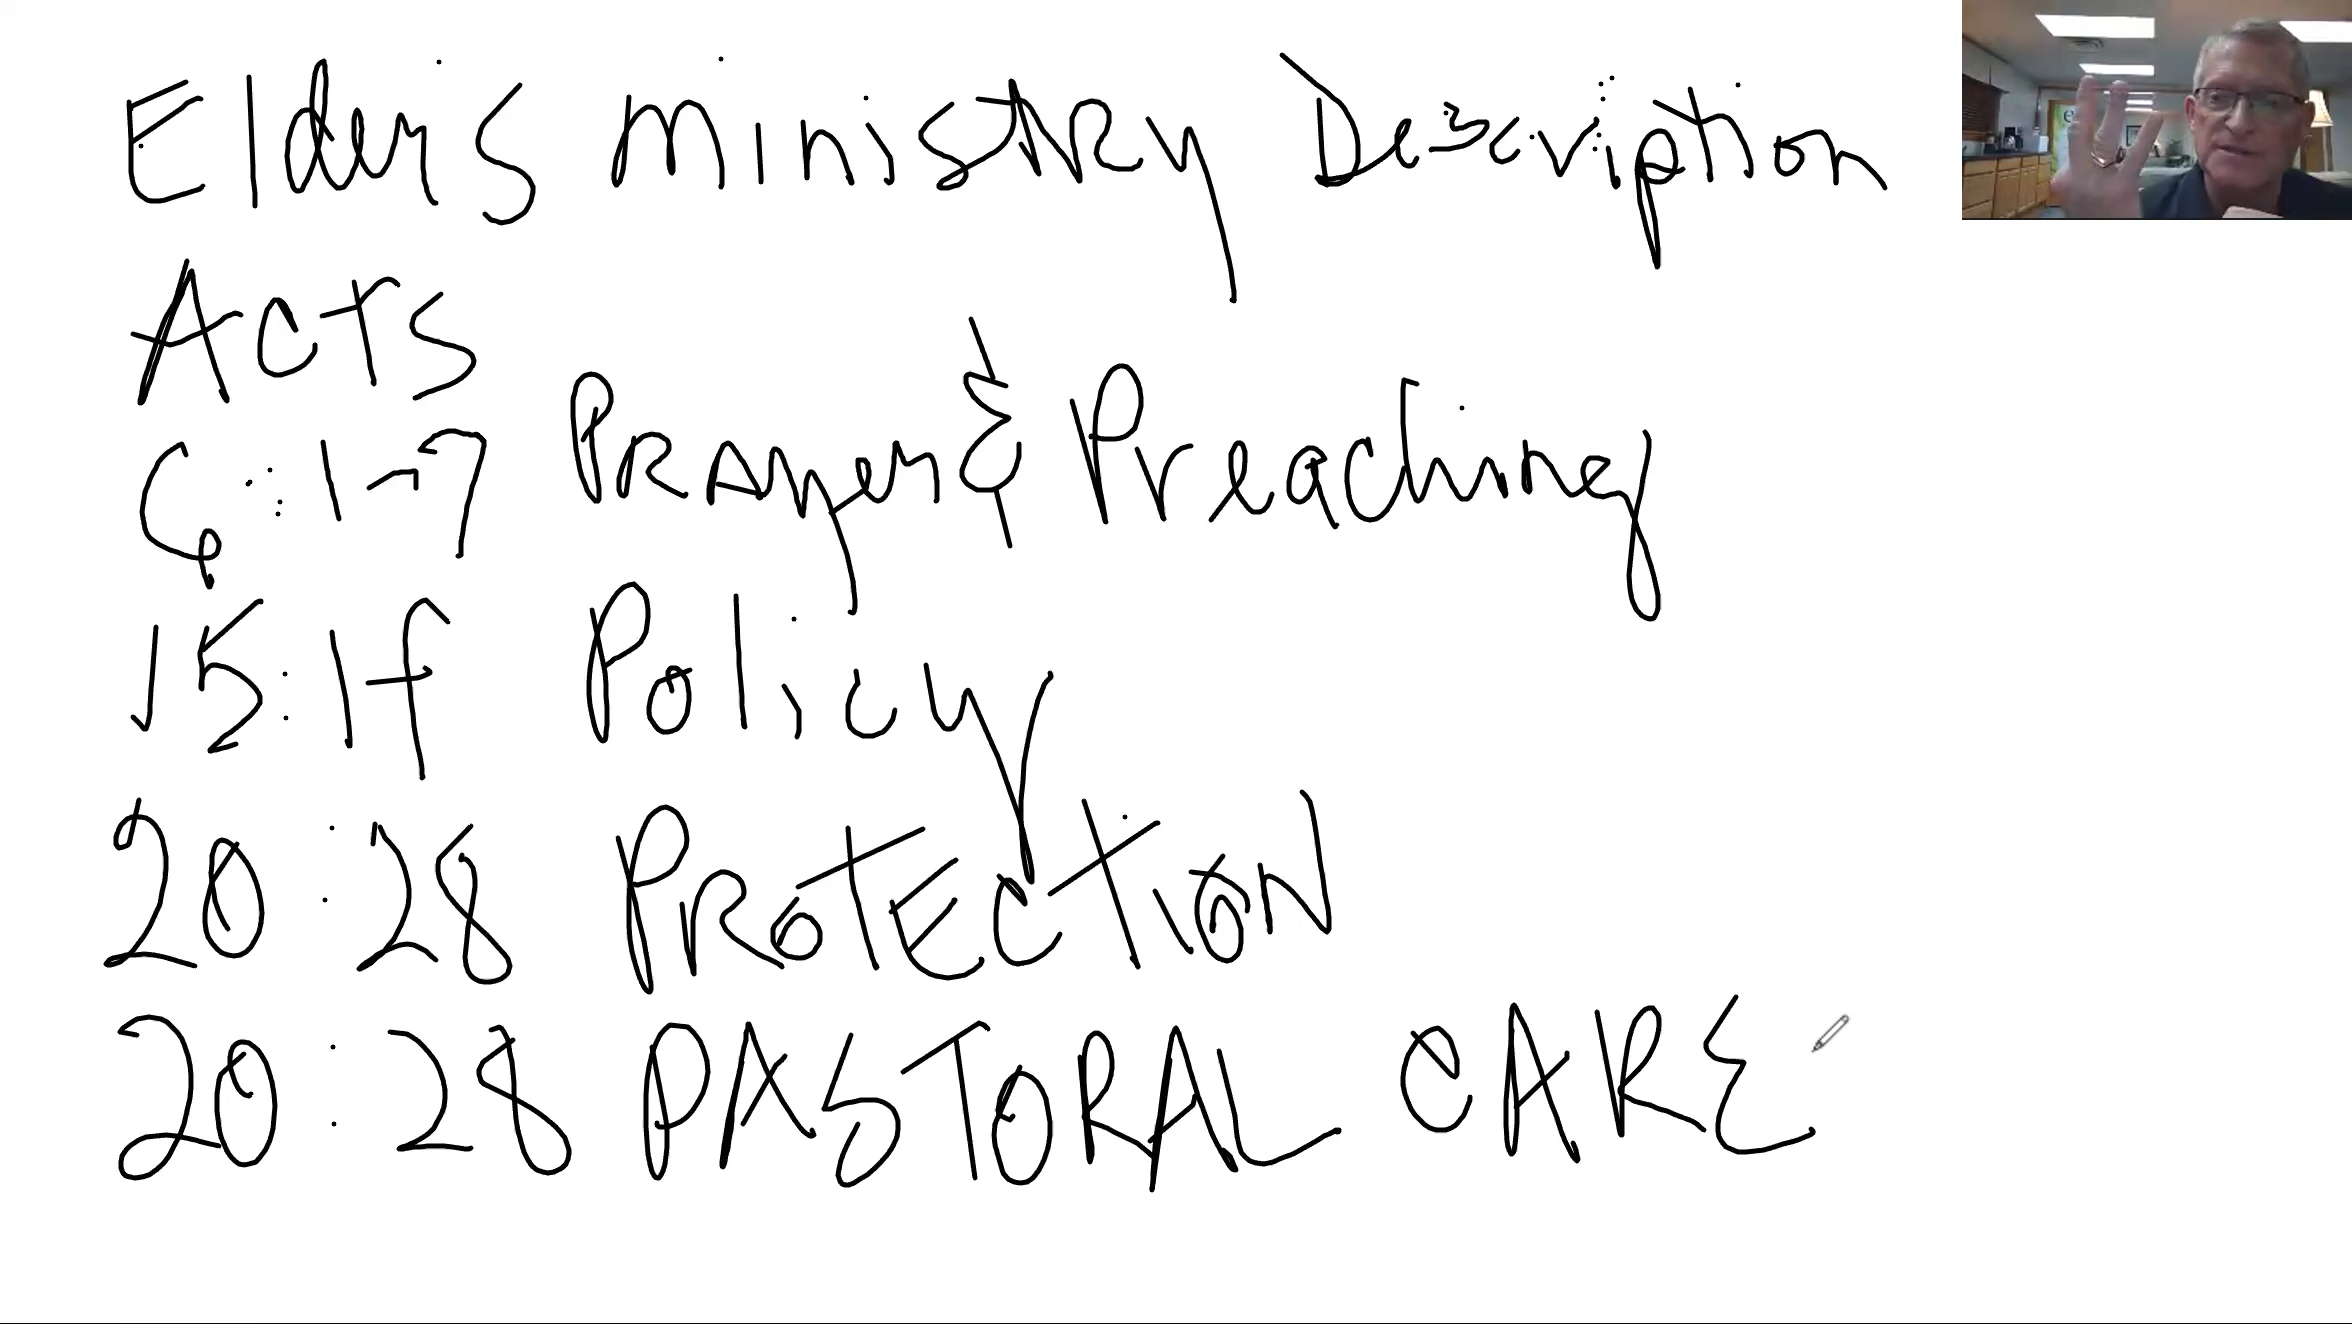 Elders Ministry Description
Acts
6:1-7 Prayer & Preaching
15:1f Policy
20:28 PROTECTION
20:28 PASTORAL CARE